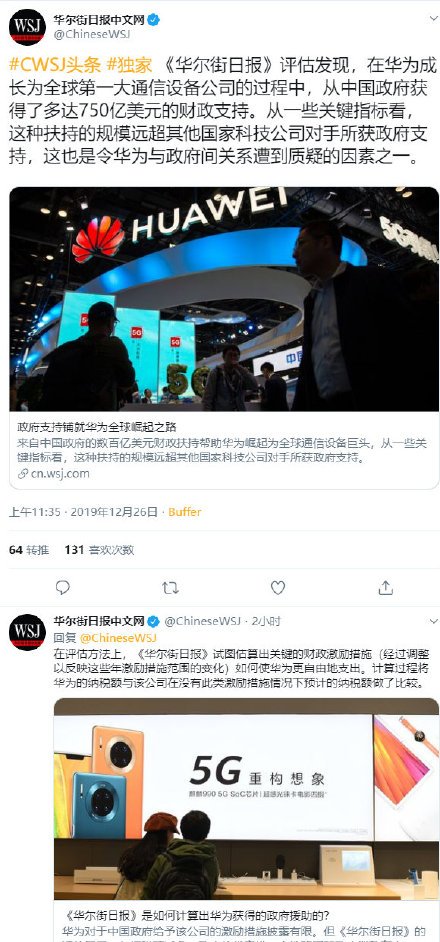 WSJ
华尔街日报中文网
@ChineseWSJ
#CWSJ头条 #独家 《华尔街日报》评估发现，在华为成
长为全球第一大通信设备公司的过程中，从中国政府获
得了多达750亿美元的财政支持。从一些关键指标看，
这种扶持的规模远超其他国家科技公司对手所获政府支
持，这也是令华为与政府间关系遭到质疑的因素之一。
HUAWEI
5G
5G
5G
中国
政府支持铺就华为全球崛起之路
来自中国政府的数百亿美元财政扶持帮助华为崛起为全球通信设备巨头，从一些关
键指标看，这种扶持的规模远超其他国家科技公司对手所获政府支持。
cn.wsj.com
上午11:35 · 2019年12月26日 · Buffer
64 转推 131 喜欢次数
WSJ
华尔街日报中文网 @ChineseWSJ · 2小时
回复 @ChineseWSJ
在评估方法上，《华尔街日报》试图估算出关键的财政激励措施（经过调整
以反映这些年激励措施范围的变化）如何使华为更自由地支出。计算过程将
华为的纳税额与该公司在没有此类激励措施情况下预计的纳税额做了比较。
5G 重构想象
麒麟990 5G SoC芯片 | 超感光徕卡电影四摄
《华尔街日报》是如何计算出华为获得的政府援助的？
华为对于中国政府给予该公司的激励措施披露有限。但《华尔街日报》的